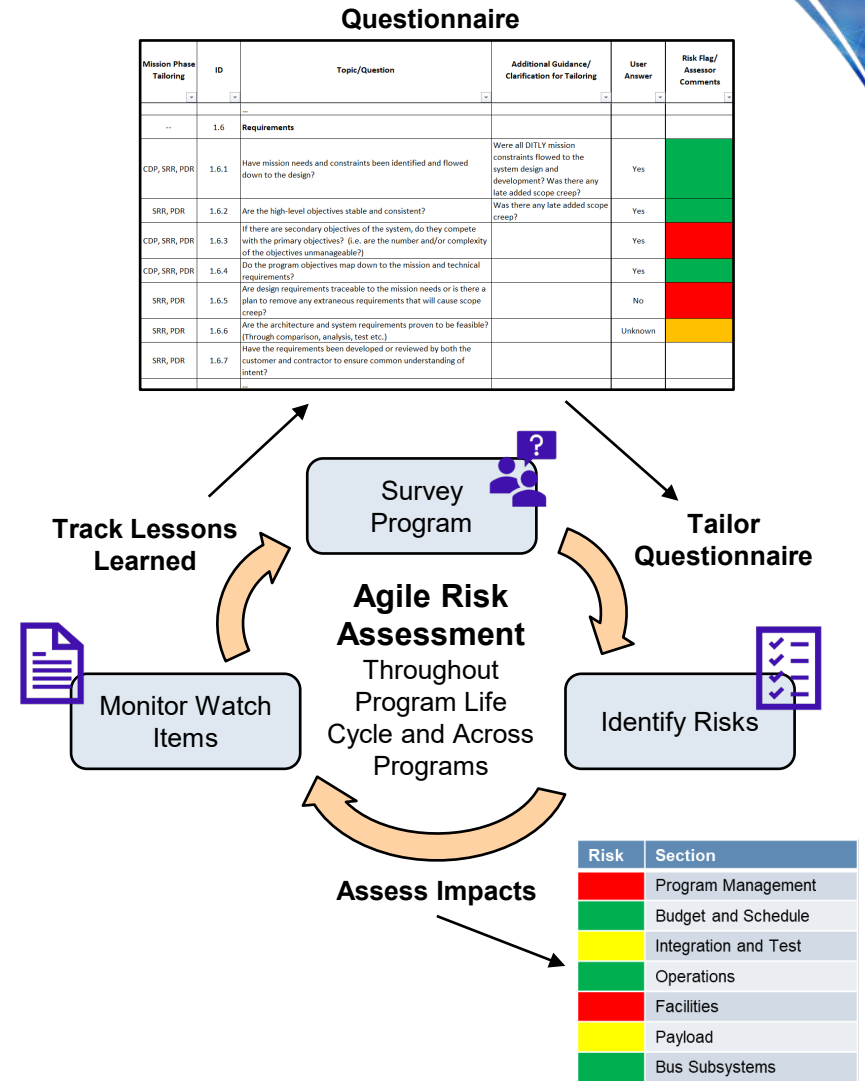 Questionnaire
Mission Phase
Tailoring
ID
Topic/Question
Additional Guidance/
Clarification for Tailoring
User
Answer
Risk Flag/
Assessor
Comments
...
--
1.6
Requirements
CDP, SRR, PDR
1.6.1
Have mission needs and constraints been identified and flowed
down to the design?
Were all DITLY mission
constraints flowed to the
system design and
development? Was there any
late added scope creep?
Yes
SRR, PDR
1.6.2
Are the high-level objectives stable and consistent?
Was there any late added scope
creep?
Yes
CDP, SRR, PDR
1.6.3
If there are secondary objectives of the system, do they compete
with the primary objectives? (i.e. are the number and/or complexity
of the objectives unmanageable?)
Yes
CDP, SRR, PDR
1.6.4
Do the program objectives map down to the mission and technical
requirements?
Yes
SRR, PDR
1.6.5
Are design requirements traceable to the mission needs or is there a
plan to remove any extraneous requirements that will cause scope
creep?
No
SRR, PDR
1.6.6
Are the architecture and system requirements proven to be feasible?
(Through comparison, analysis, test etc.)
Unknown
SRR, PDR
1.6.7
Have the requirements been developed or reviewed by both the
customer and contractor to ensure common understanding of
intent?
...
?
Survey
Program
Track Lessons
Learned
Tailor
Questionnaire
Agile Risk
Assessment
Throughout
Program Life
Cycle and Across
Programs
Monitor Watch
Items
Identify Risks
Assess Impacts
Risk
Section
Program Management
Budget and Schedule
Integration and Test
Operations
Facilities
Payload
Bus Subsystems